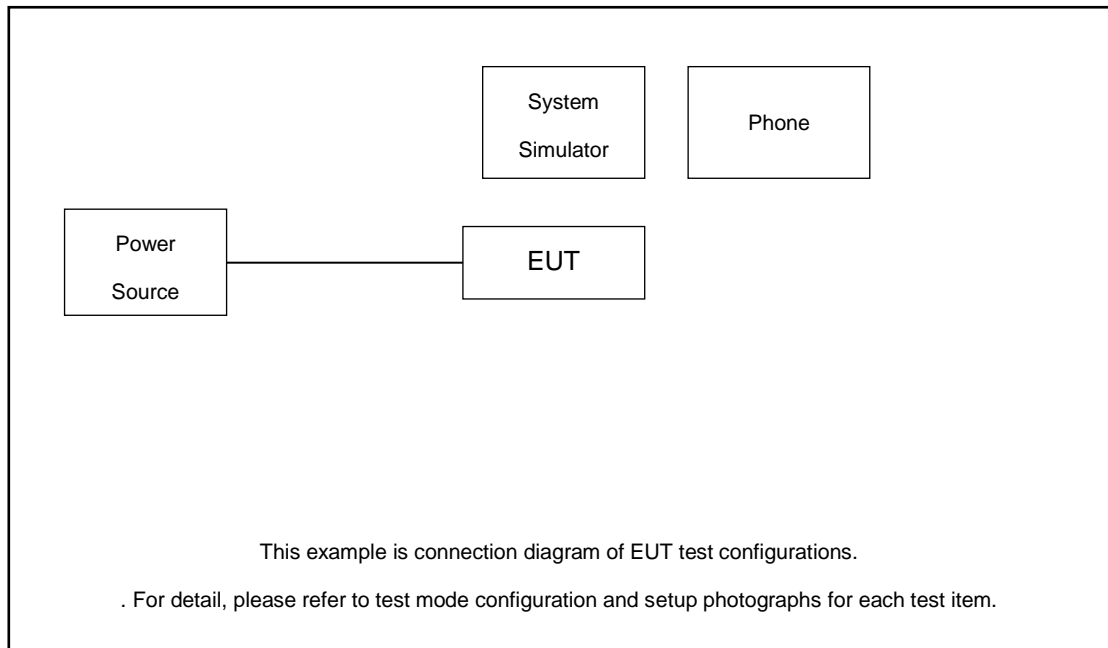 System
Simulator
Phone
Power
Source
EUT
This example is connection diagram of EUT test configurations.
. For detail, please refer to test mode configuration and setup photographs for each test item.